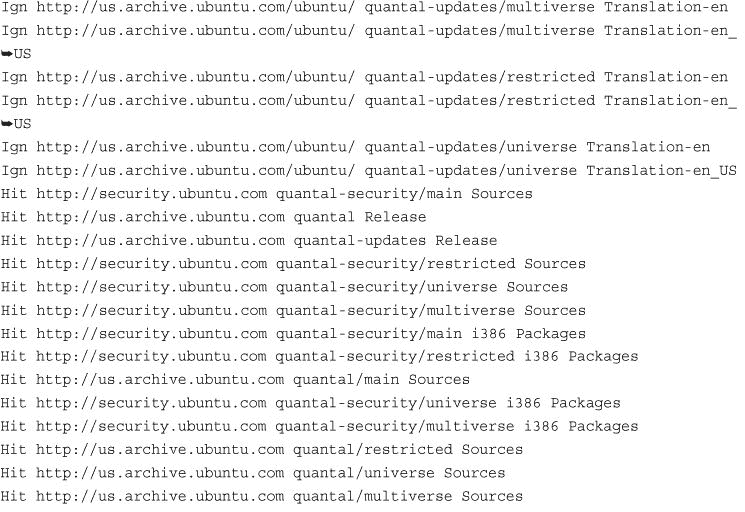 Ign http://us.archive.ubuntu.com/ubuntu/ quantal-updates/multiverse Translation-en
Ign http://us.archive.ubuntu.com/ubuntu/ quantal-updates/multiverse Translation-en_
➥US
Ign http://us.archive.ubuntu.com/ubuntu/ quantal-updates/restricted Translation-en
Ign http://us.archive.ubuntu.com/ubuntu/ quantal-updates/restricted Translation-en_
➥US
Ign http://us.archive.ubuntu.com/ubuntu/ quantal-updates/universe Translation-en
Ign http://us.archive.ubuntu.com/ubuntu/ quantal-updates/universe Translation-en_US
Hit http://security.ubuntu.com quantal-security/main Sources
Hit http://us.archive.ubuntu.com quantal Release
Hit http://us.archive.ubuntu.com quantal-updates Release
Hit http://security.ubuntu.com quantal-security/restricted Sources
Hit http://security.ubuntu.com quantal-security/universe Sources
Hit http://security.ubuntu.com quantal-security/multiverse Sources
Hit http://security.ubuntu.com quantal-security/main i386 Packages
Hit http://security.ubuntu.com quantal-security/restricted i386 Packages
Hit http://us.archive.ubuntu.com quantal/main Sources
Hit http://security.ubuntu.com quantal-security/universe i386 Packages
Hit http://security.ubuntu.com quantal-security/multiverse i386 Packages
Hit http://us.archive.ubuntu.com quantal/restricted Sources
Hit http://us.archive.ubuntu.com quantal/universe Sources
Hit http://us.archive.ubuntu.com quantal/multiverse Sources